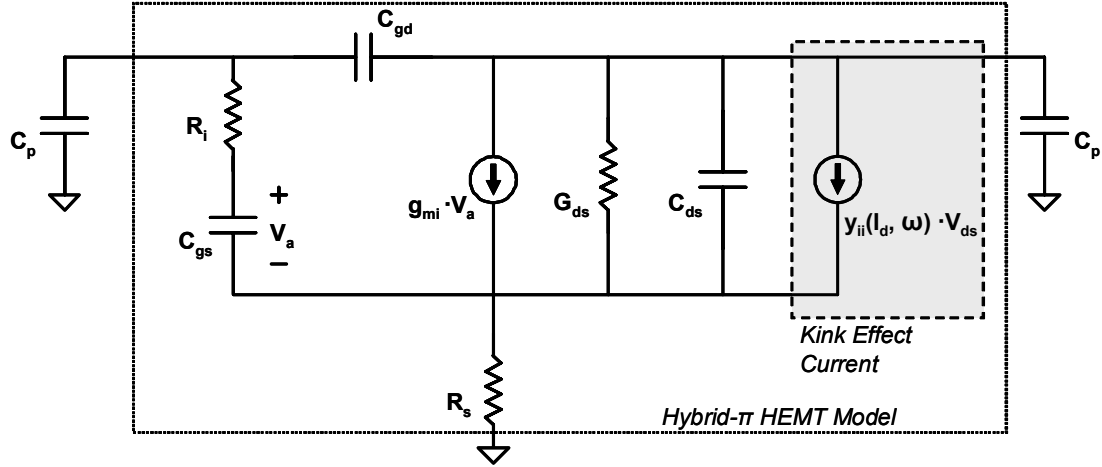 C_gd
R_i
C_p
C_p
+
g_mi · V_a
G_ds
C_ds
C_gs
V_a
y_ii(I_d, ω) · V_ds
−
Kink Effect
Current
R_s
Hybrid-π HEMT Model